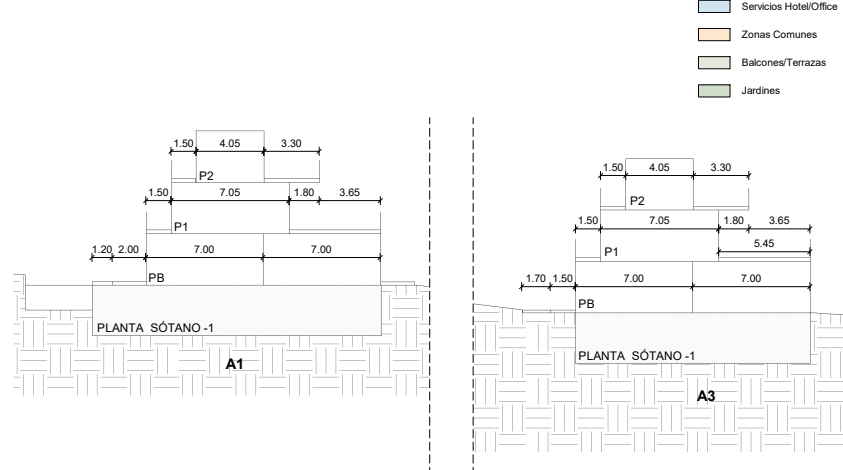 Servicios Hotel/Office
Zonas Comunes
Balcones/Terrazas
Jardines
1.50 4.05 3.30
P2
1.50 7.05 1.80 3.65
P1
1.20 2.00 7.00 7.00
PB
PLANTA SÓTANO -1
A1
1.50 4.05 3.30
P2
1.50 7.05 1.80 3.65
5.45
P1
1.70 1.50 7.00 7.00
PB
PLANTA SÓTANO -1
A3